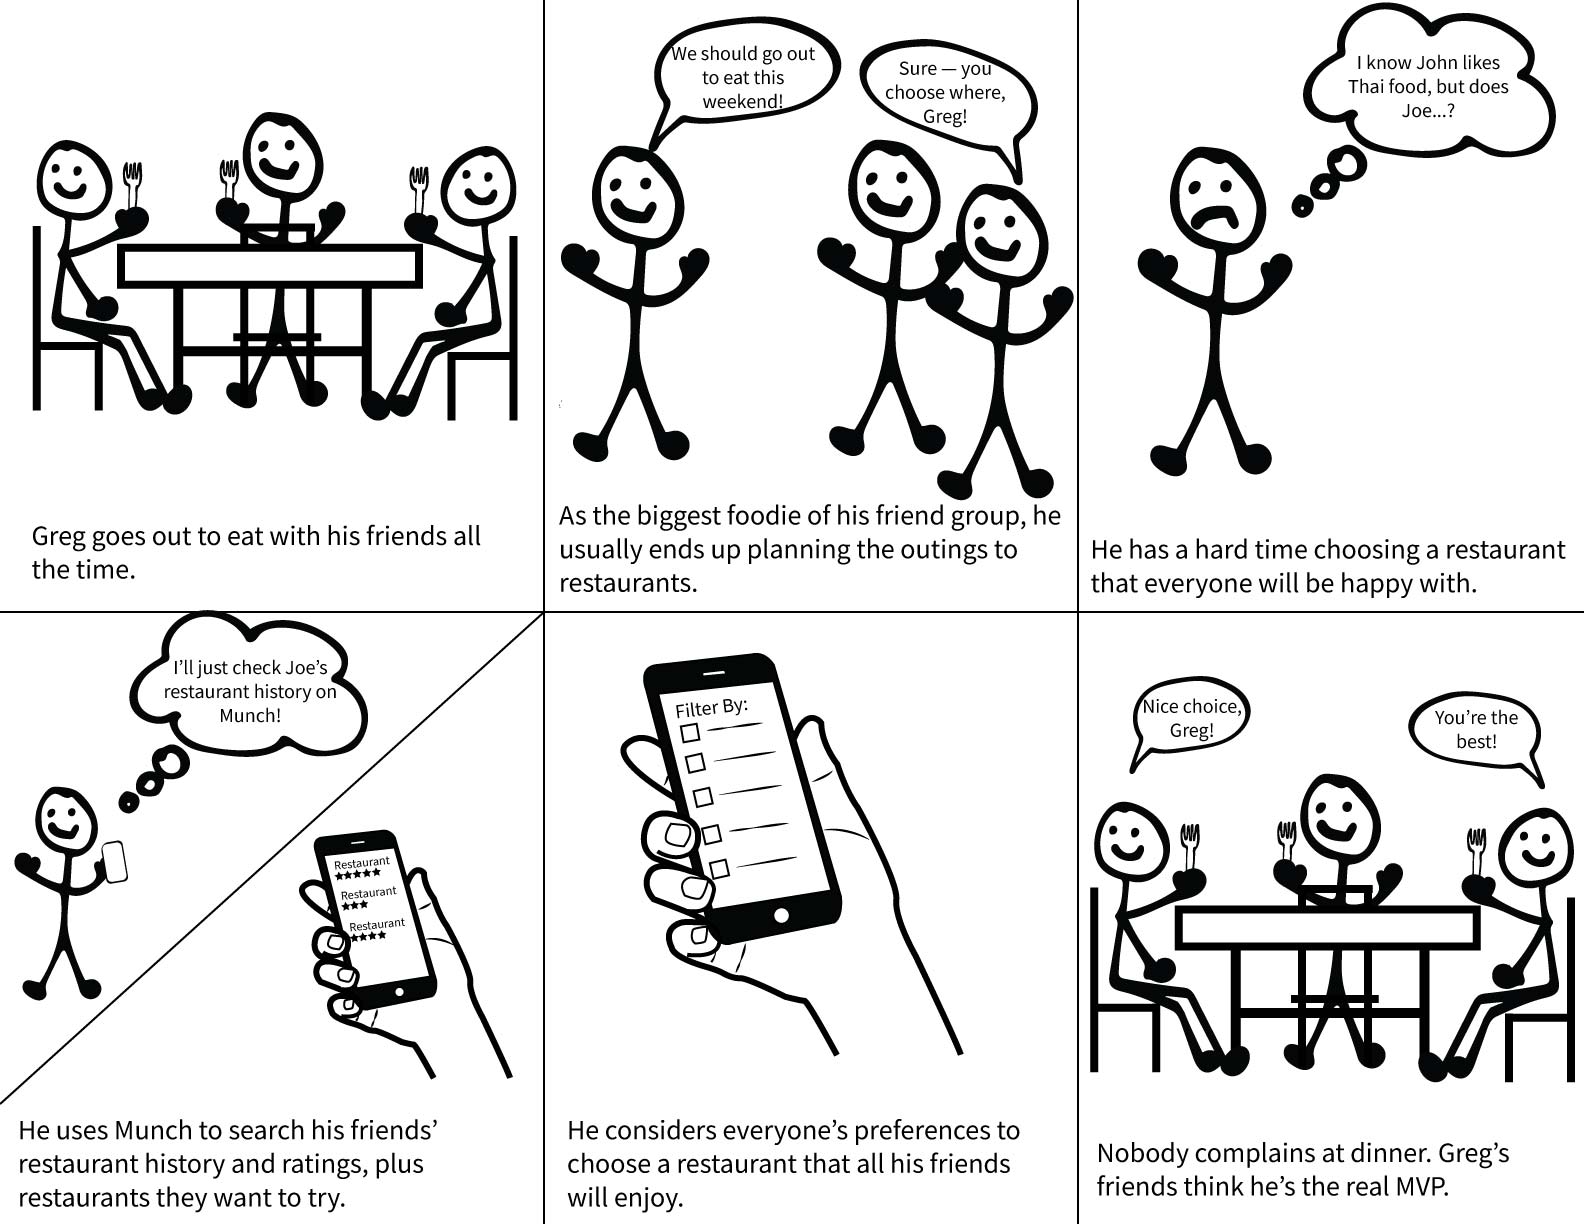 We should go out
to eat this
weekend!
Sure — you
choose where,
Greg!
I know John likes
Thai food, but does
Joe...?
Greg goes out to eat with his friends all
the time.
As the biggest foodie of his friend group, he
usually ends up planning the outings to
restaurants.
He has a hard time choosing a restaurant
that everyone will be happy with.
I’ll just check Joe’s
restaurant history on
Munch!
Restaurant
★★★★★
Restaurant
★★★
Restaurant
★★★★
He uses Munch to search his friends’
restaurant history and ratings, plus
restaurants they want to try.
Filter By:
He considers everyone’s preferences to
choose a restaurant that all his friends
will enjoy.
Nice choice,
Greg!
You’re the
best!
Nobody complains at dinner. Greg’s
friends think he’s the real MVP.